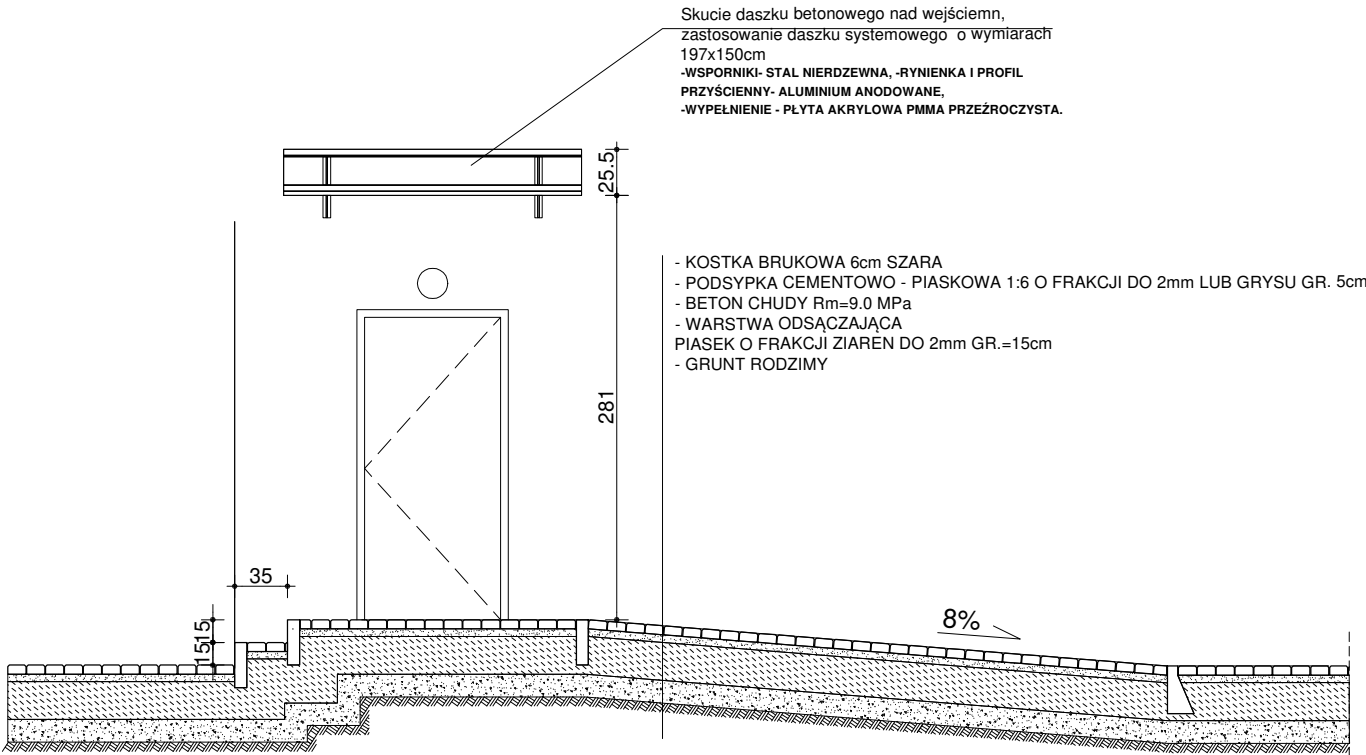 Skucie daszku betonowego nad wejściemn,
zastosowanie daszku systemowego o wymiarach
197x150cm
-WSPORNIKI- STAL NIERDZEWNA, -RYNIENKA I PROFIL
PRZYŚCIENNY- ALUMINIUM ANODOWANE,
-WYPEŁNIENIE - PŁYTA AKRYLOWA PMMA PRZEŹROCZYSTA.
25.5
- KOSTKA BRUKOWA 6cm SZARA
- PODSYPKA CEMENTOWO - PIASKOWA 1:6 O FRAKCJI DO 2mm LUB GRYSU GR. 5cm
- BETON CHUDY Rm=9.0 MPa
- WARSTWA ODSĄCZAJĄCA
PIASEK O FRAKCJI ZIAREN DO 2mm GR.=15cm
- GRUNT RODZIMY
281
35
15
15
8%